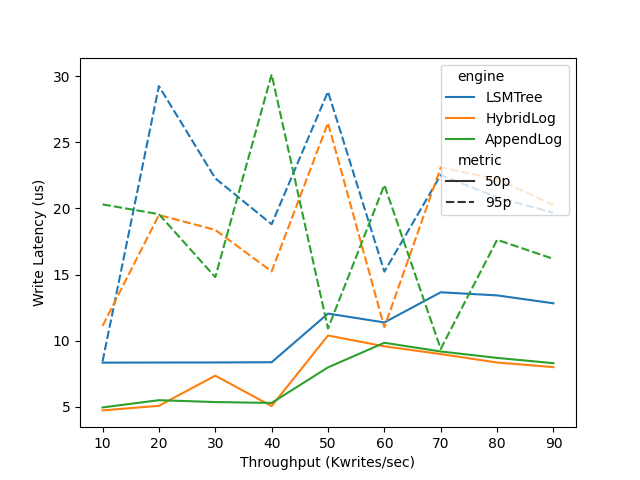 30
25
20
15
10
5
Write Latency (us)
10 20 30 40 50 60 70 80 90
Throughput (Kwrites/sec)
engine
LSMTree
HybridLog
AppendLog
metric
50p
95p